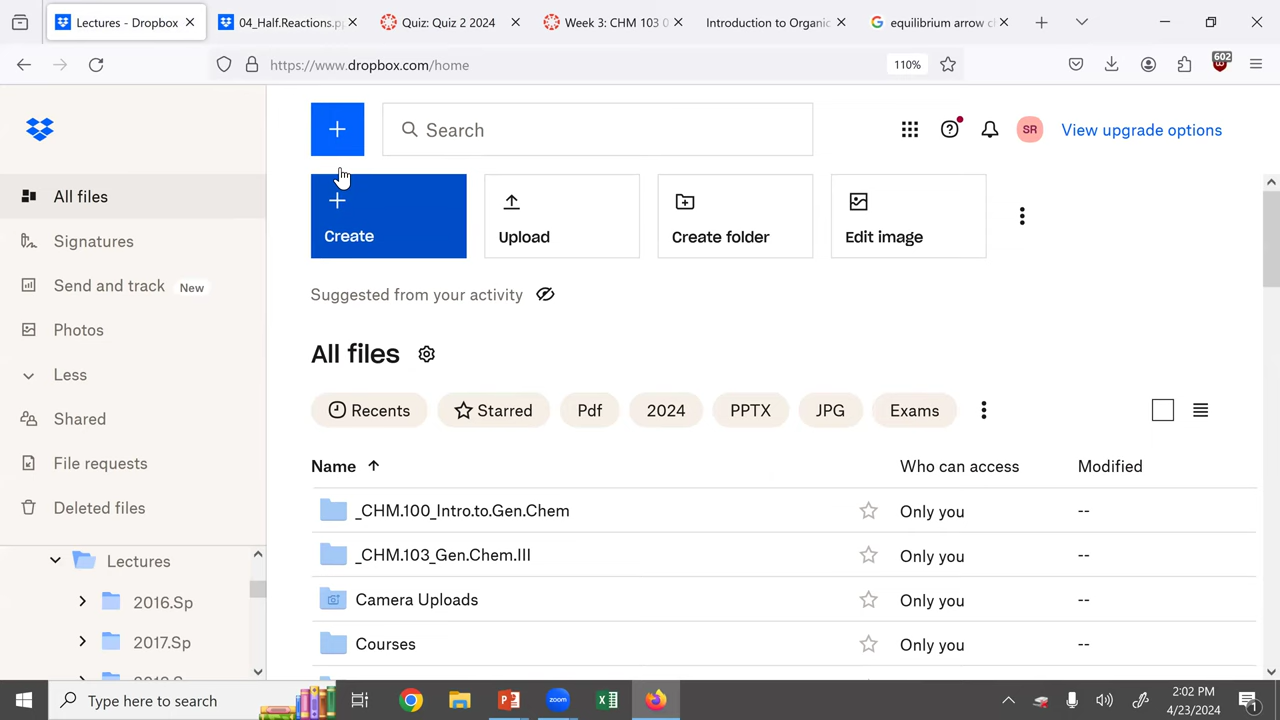 Lectures - Dropbox
04_Half.Reactions.p
Quiz: Quiz 2 2024
Week 3: CHM 103 0
Introduction to Organic
equilibrium arrow c
https://www.dropbox.com/home
110%
602
Search
SR
View upgrade options
All files
Signatures
Send and track New
Photos
Less
Shared
File requests
Deleted files
Lectures
2016.Sp
2017.Sp
Create
Upload
Create folder
Edit image
Suggested from your activity
All files
Recents
Starred
Pdf
2024
PPTX
JPG
Exams
Name Who can access Modified
_CHM.100_Intro.to.Gen.Chem Only you --
_CHM.103_Gen.Chem.III Only you --
Camera Uploads Only you --
Courses Only you --
Type here to search
zoom
2:02 PM
4/23/2024
1